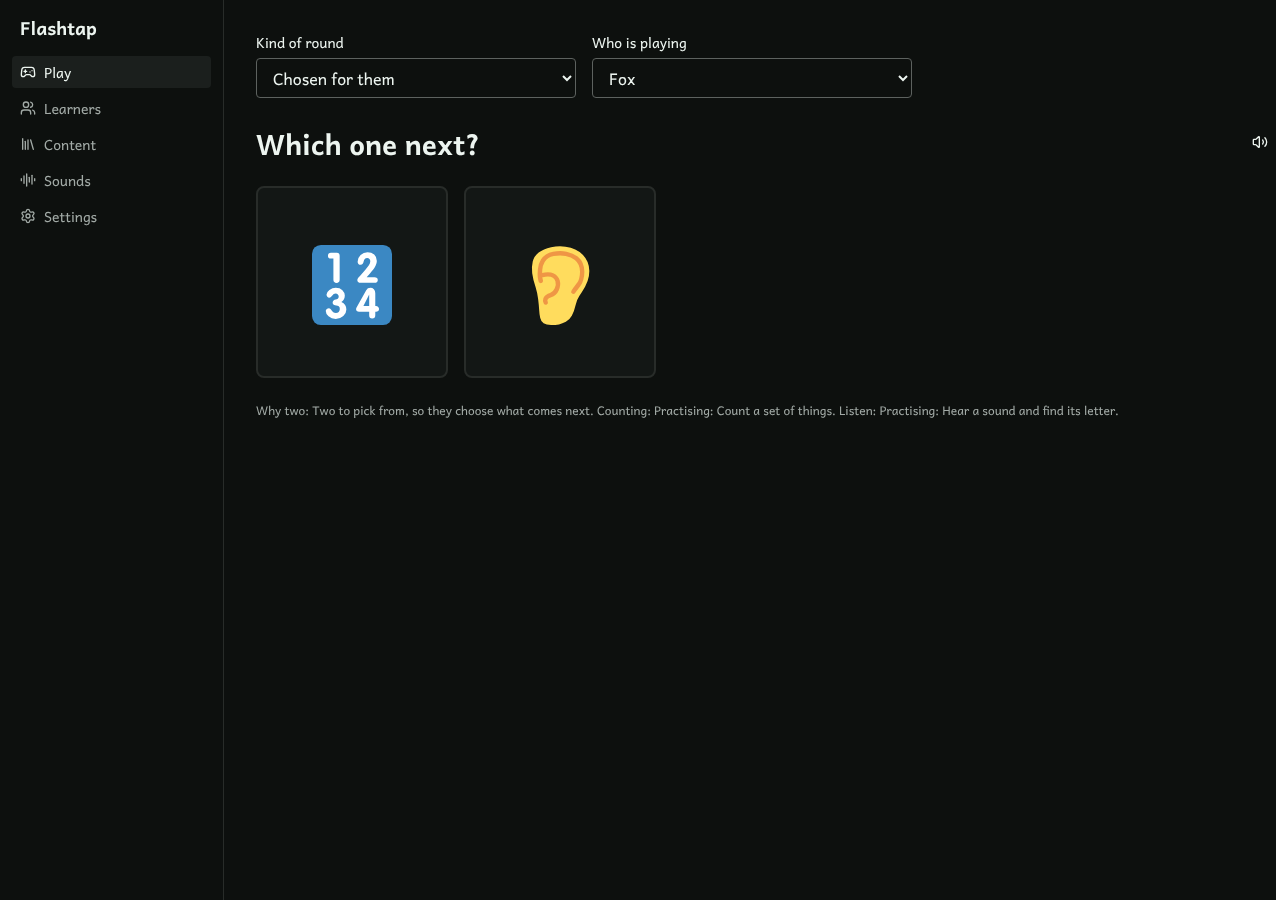 Flashtap
Play
Learners
Content
Sounds
Settings
Kind of round
Who is playing
Chosen for them
Fox
Which one next?
1 2
3 4
Why two: Two to pick from, so they choose what comes next. Counting: Practising: Count a set of things. Listen: Practising: Hear a sound and find its letter.